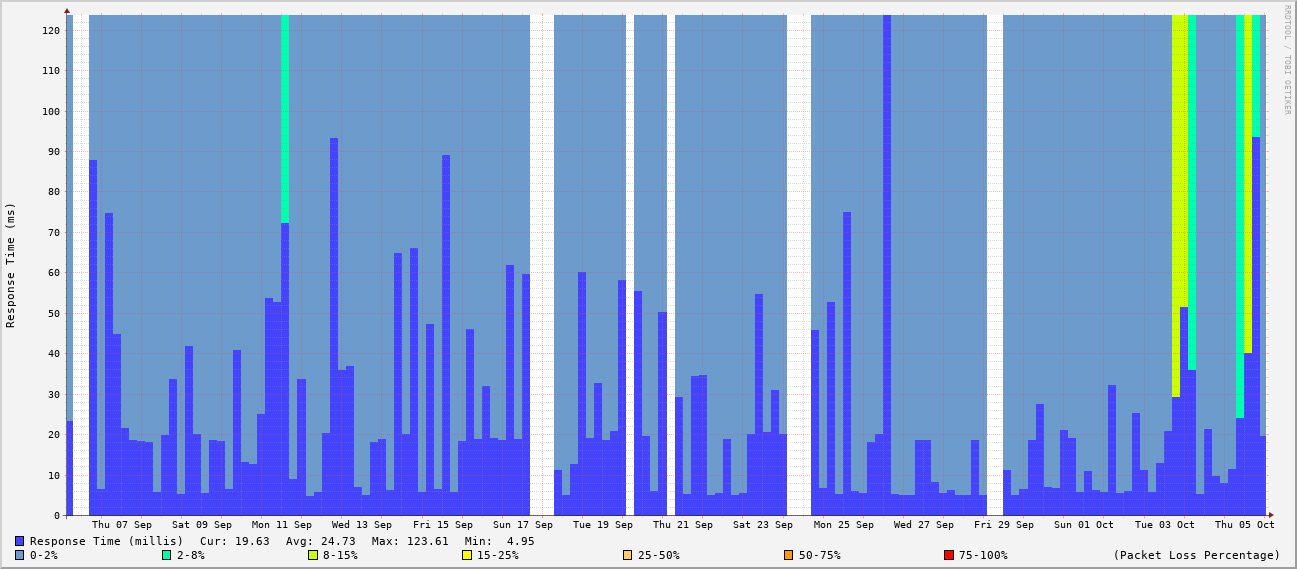 RRDTOOL / TOBI OETIKER
Response Time (ms)
120
110
100
90
80
70
60
50
40
30
20
10
0
Thu 07 Sep Sat 09 Sep Mon 11 Sep Wed 13 Sep Fri 15 Sep Sun 17 Sep Tue 19 Sep Thu 21 Sep Sat 23 Sep Mon 25 Sep Wed 27 Sep Fri 29 Sep Sun 01 Oct Tue 03 Oct Thu 05 Oct
Response Time (millis) Cur: 19.63 Avg: 24.73 Max: 123.61 Min: 4.95
0-2% 2-8% 8-15% 15-25% 25-50% 50-75% 75-100% (Packet Loss Percentage)